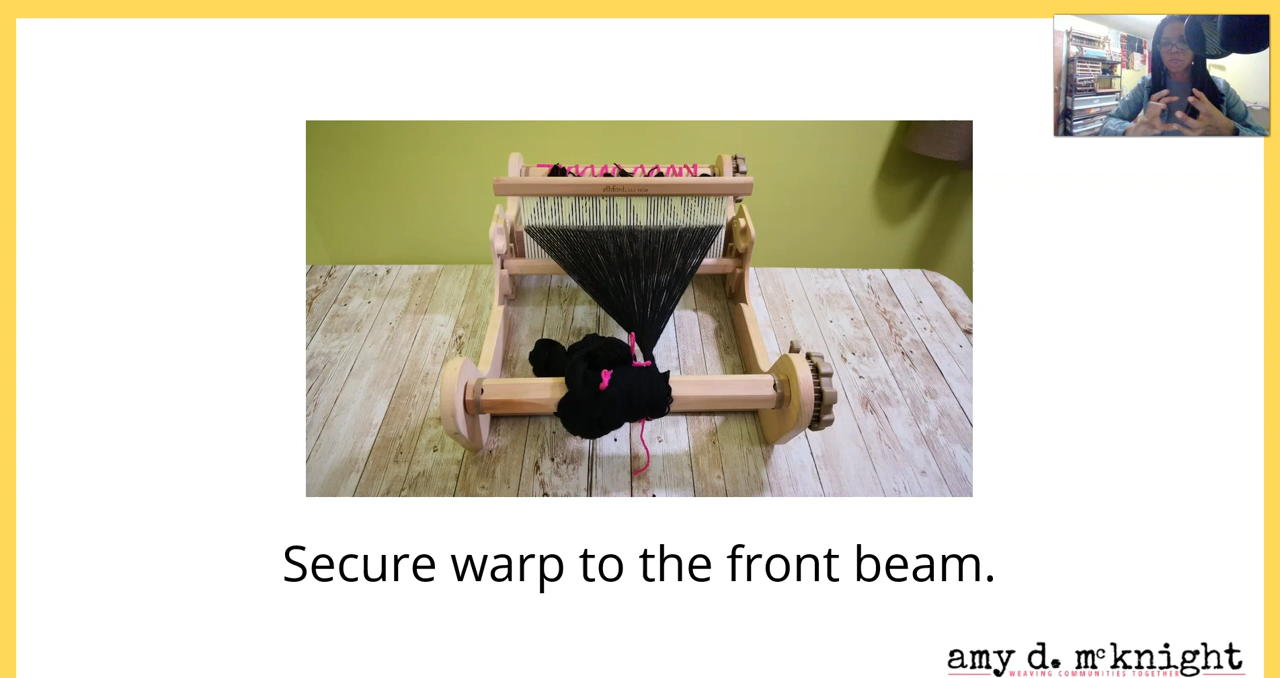 Secure warp to the front beam.
amy d. mcknight
WEAVING COMMUNITIES TOGETHER